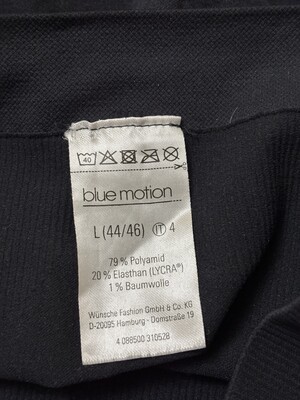 40
blue motion
L (44/46) IT 4
79 % Polyamid
20 % Elasthan (LYCRA®)
1 % Baumwolle
Wünsche Fashion GmbH & Co. KG
D-20095 Hamburg - Domstraße 19
4 088500 310528